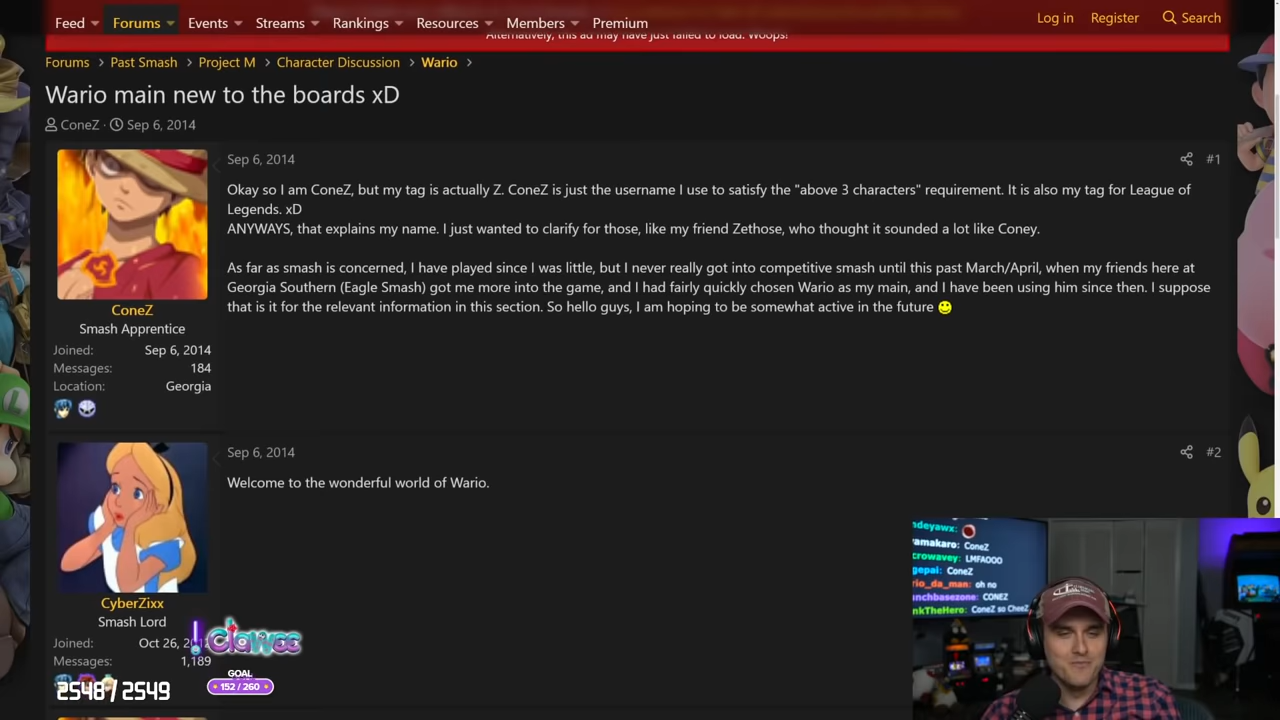 Feed Forums Events Streams Rankings Resources Members Premium Log in Register Search
Alternatively, this ad may have just failed to load. Woops!
Forums > Past Smash > Project M > Character Discussion > Wario >
Wario main new to the boards xD
ConeZ · Sep 6, 2014
Sep 6, 2014 #1
Okay so I am ConeZ, but my tag is actually Z. ConeZ is just the username I use to satisfy the "above 3 characters" requirement. It is also my tag for League of
Legends. xD
ANYWAYS, that explains my name. I just wanted to clarify for those, like my friend Zethose, who thought it sounded a lot like Coney.
As far as smash is concerned, I have played since I was little, but I never really got into competitive smash until this past March/April, when my friends here at
Georgia Southern (Eagle Smash) got me more into the game, and I had fairly quickly chosen Wario as my main, and I have been using him since then. I suppose
that is it for the relevant information in this section. So hello guys, I am hoping to be somewhat active in the future
ConeZ
Smash Apprentice
Joined: Sep 6, 2014
Messages: 184
Location: Georgia
Sep 6, 2014 #2
Welcome to the wonderful world of Wario.
CyberZixx
Smash Lord
Joined: Oct 26,
Messages: 1,189
Clawee
GOAL
152 / 260
2548 / 2549
ndeyawx:
amakaro: ConeZ
crowavey: LMFAOOO
gepai: ConeZ
rio_da_man: oh no
unchbasezone: CONEZ
nkTheHero: ConeZ so CheeZ